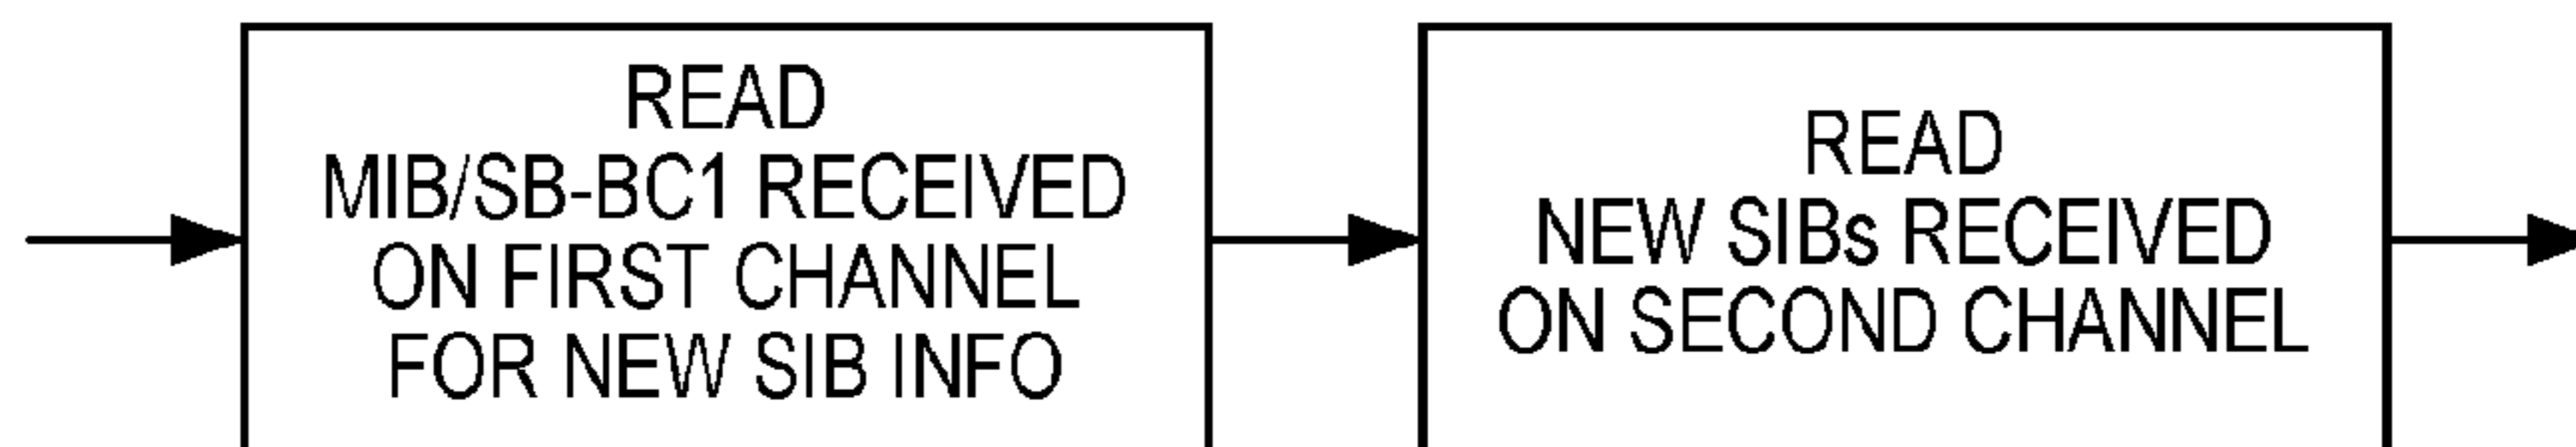 READ
MIB/SB-BC1 RECEIVED
ON FIRST CHANNEL
FOR NEW SIB INFO
READ
NEW SIBs RECEIVED
ON SECOND CHANNEL